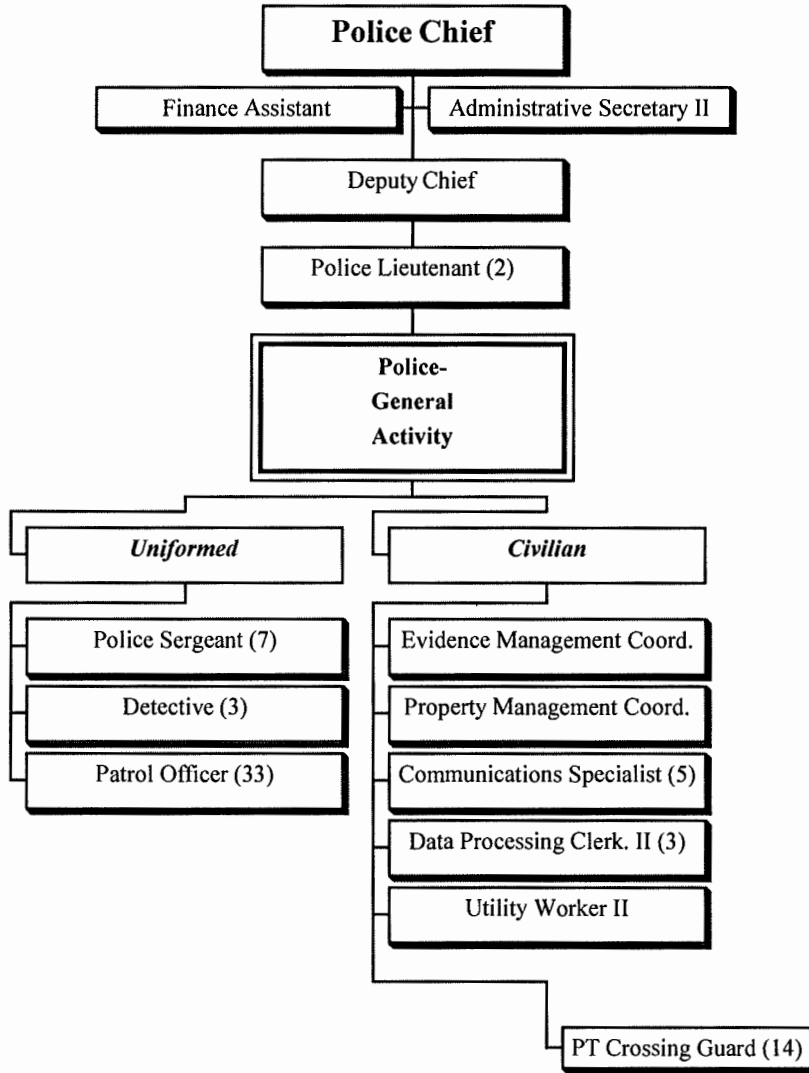 Police Chief
Finance Assistant
Administrative Secretary II
Deputy Chief
Police Lieutenant (2)
Police-
General
Activity
Uniformed
Police Sergeant (7)
Detective (3)
Patrol Officer (33)
Civilian
Evidence Management Coord.
Property Management Coord.
Communications Specialist (5)
Data Processing Clerk. II (3)
Utility Worker II
PT Crossing Guard (14)